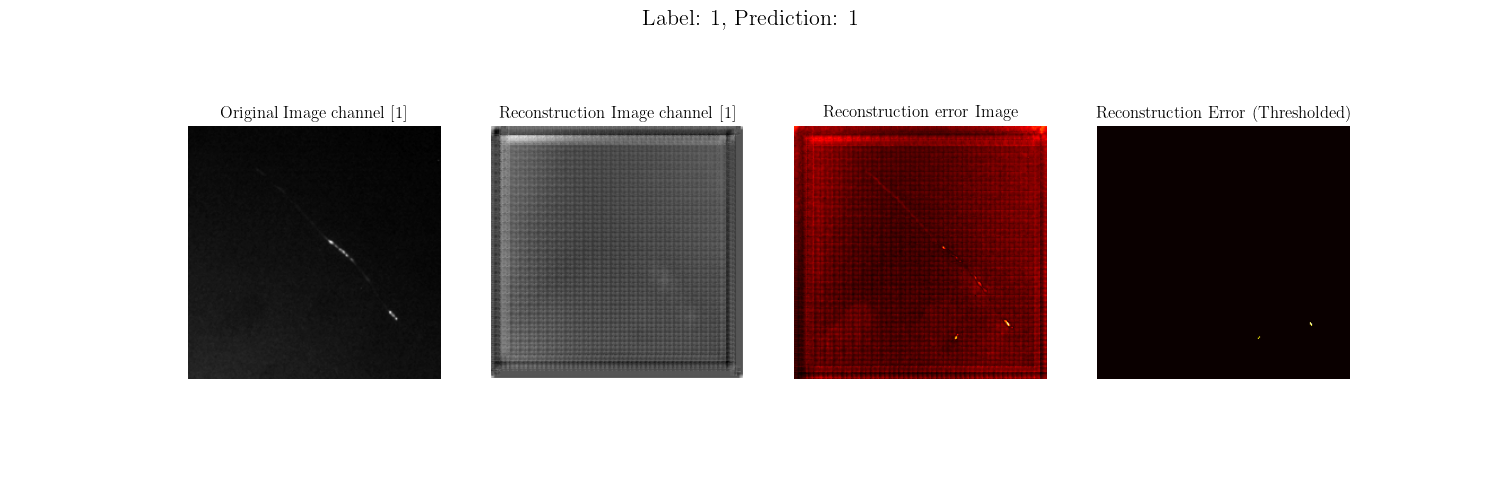 Label: 1, Prediction: 1
Original Image channel [1]
Reconstruction Image channel [1]
Reconstruction error Image
Reconstruction Error (Thresholded)